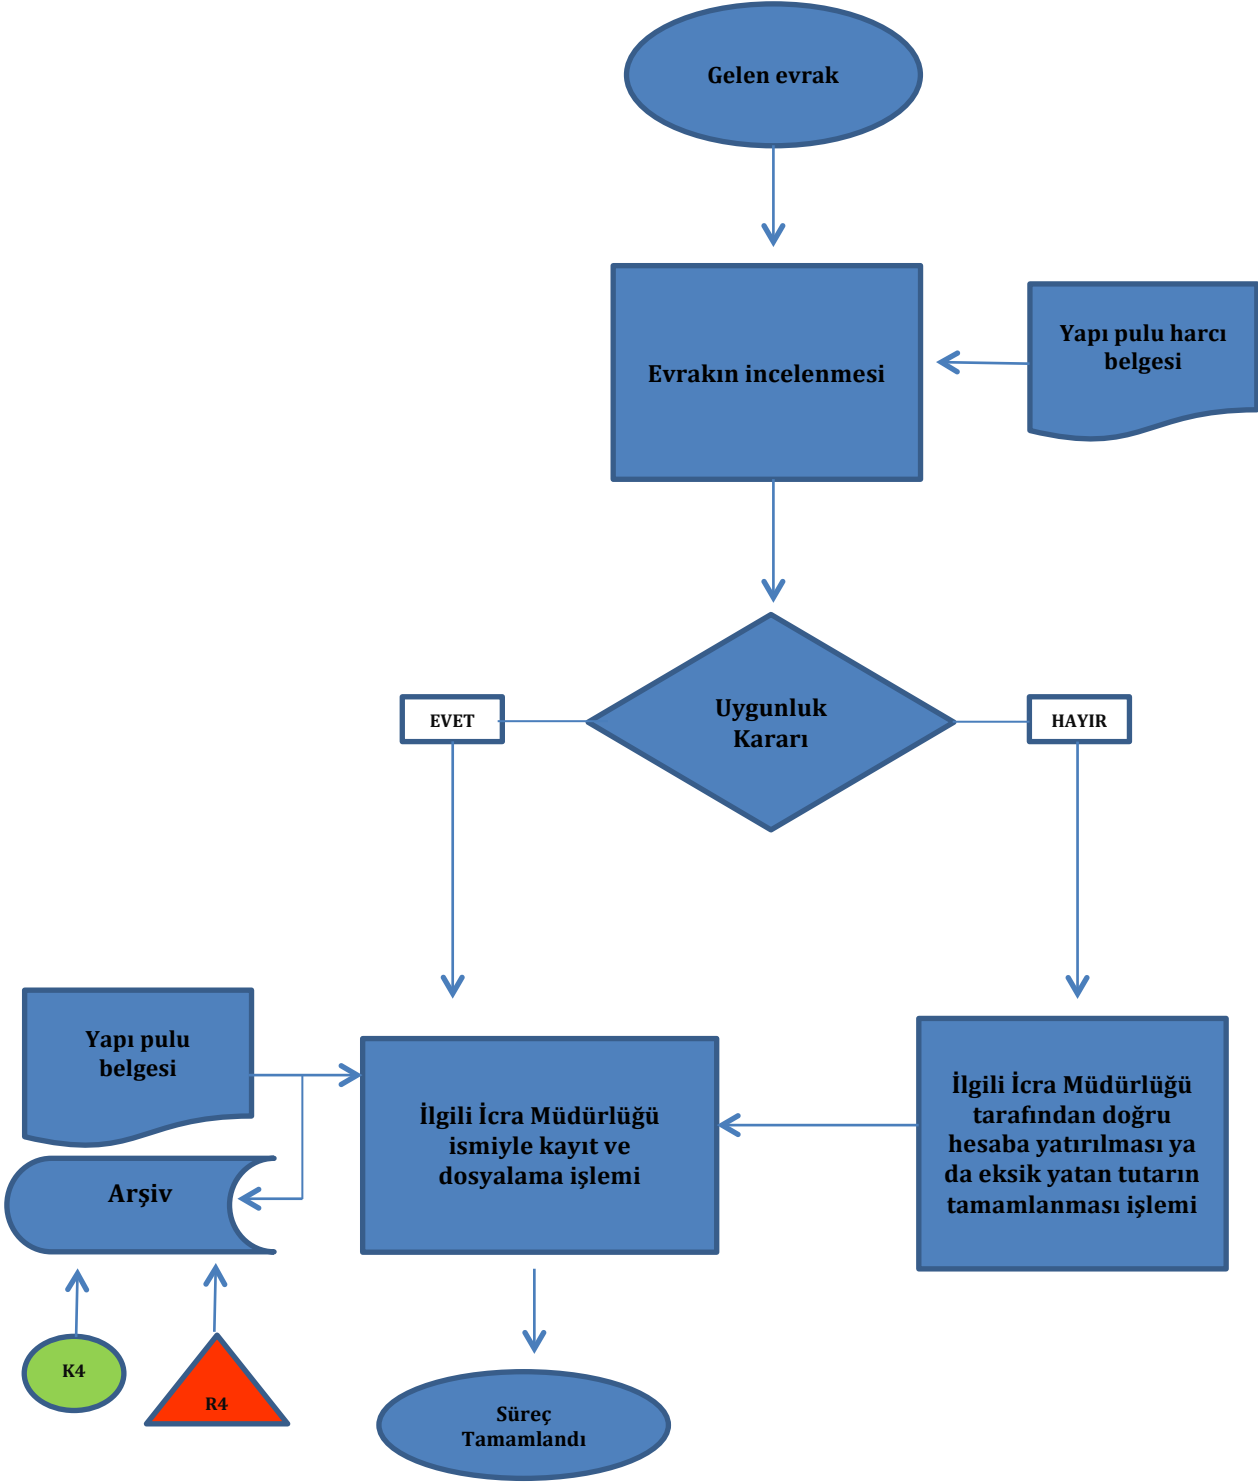 Gelen evrak
Evrakın incelenmesi
Yapı pulu harcı
belgesi
Uygunluk
Kararı
EVET
HAYIR
Yapı pulu
belgesi
Arşiv
İlgili İcra Müdürlüğü
ismiyle kayıt ve
dosyalama işlemi
İlgili İcra Müdürlüğü
tarafından doğru
hesaba yatırılması ya
da eksik yatan tutarın
tamamlanması işlemi
K4
R4
Süreç
Tamamlandı